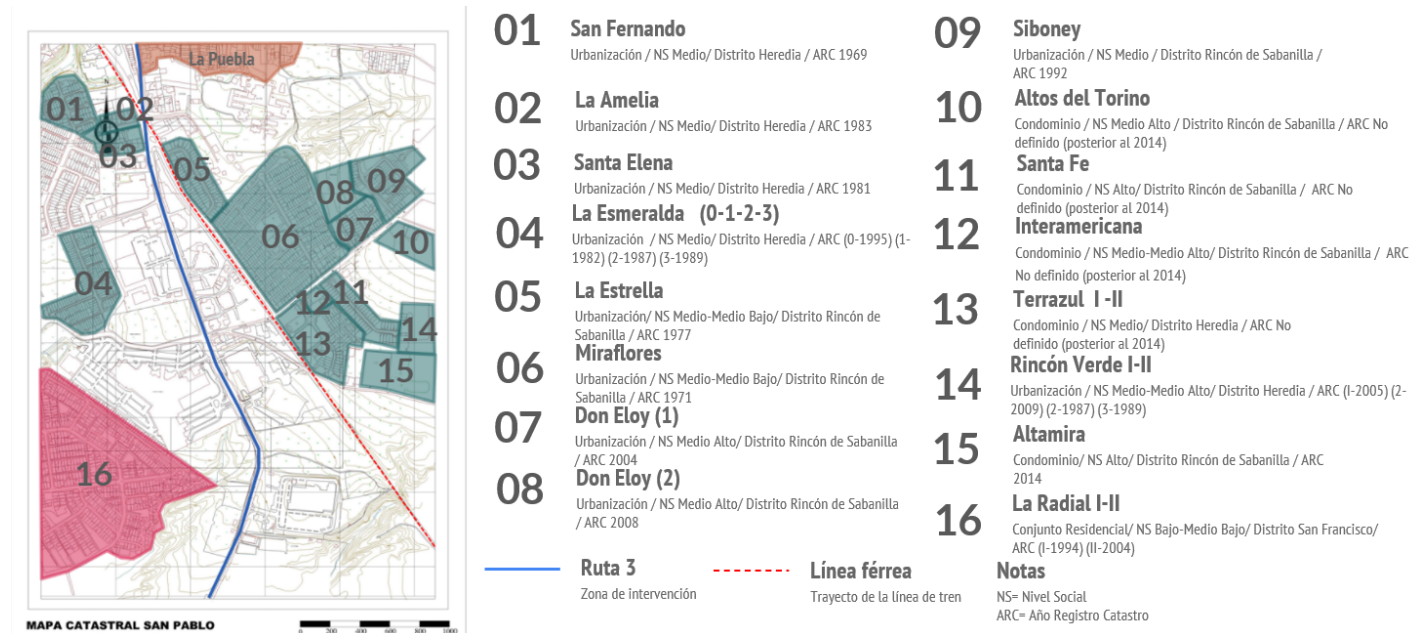 La Puebla
01
02
03
05
09
08
07
06
10
04
12
11
13
14
15
16
MAPA CATASTRAL SAN PABLO
0 200 400 600 800 1000
01
San Fernando
Urbanización / NS Medio/ Distrito Heredia / ARC 1969
02
La Amelia
Urbanización / NS Medio/ Distrito Heredia / ARC 1983
03
Santa Elena
Urbanización / NS Medio/ Distrito Heredia / ARC 1981
04
La Esmeralda (0-1-2-3)
Urbanización / NS Medio/ Distrito Heredia / ARC (0-1995) (1-
1982) (2-1987) (3-1989)
05
La Estrella
Urbanización/ NS Medio-Medio Bajo/ Distrito Rincón de
Sabanilla / ARC 1977
06
Miraflores
Urbanización / NS Medio-Medio Bajo/ Distrito Rincón de
Sabanilla / ARC 1971
07
Don Eloy (1)
Urbanización / NS Medio Alto/ Distrito Rincón de Sabanilla
/ ARC 2004
08
Don Eloy (2)
Urbanización / NS Medio Alto/ Distrito Rincón de Sabanilla
/ ARC 2008
09
Siboney
Urbanización / NS Medio / Distrito Rincón de Sabanilla /
ARC 1992
10
Altos del Torino
Condominio / NS Medio Alto / Distrito Rincón de Sabanilla / ARC No
definido (posterior al 2014)
11
Santa Fe
Condominio / NS Alto/ Distrito Rincón de Sabanilla / ARC No
definido (posterior al 2014)
12
Interamericana
Condominio / NS Medio-Medio Alto/ Distrito Rincón de Sabanilla / ARC
No definido (posterior al 2014)
13
Terrazul I -II
Condominio / NS Medio/ Distrito Heredia / ARC No
definido (posterior al 2014)
14
Rincón Verde I-II
Urbanización / NS Medio-Medio Alto/ Distrito Heredia / ARC (I-2005) (2-
2009) (2-1987) (3-1989)
15
Altamira
Condominio/ NS Alto/ Distrito Rincón de Sabanilla / ARC
2014
16
La Radial I-II
Conjunto Residencial/ NS Bajo-Medio Bajo/ Distrito San Francisco/
ARC (I-1994) (II-2004)
Ruta 3
Zona de intervención
Línea férrea
Trayecto de la línea de tren
Notas
NS= Nivel Social
ARC= Año Registro Catastro